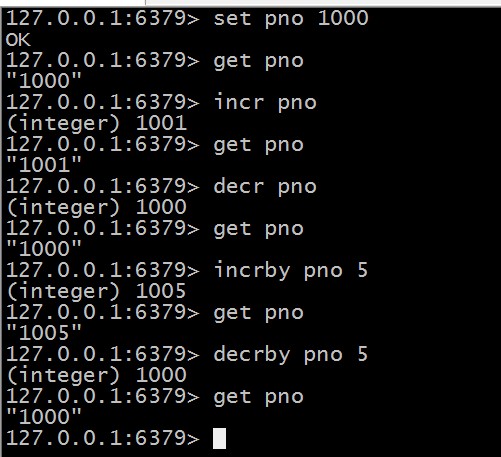 127.0.0.1:6379> set pno 1000
OK
127.0.0.1:6379> get pno
"1000"
127.0.0.1:6379> incr pno
(integer) 1001
127.0.0.1:6379> get pno
"1001"
127.0.0.1:6379> decr pno
(integer) 1000
127.0.0.1:6379> get pno
"1000"
127.0.0.1:6379> incrby pno 5
(integer) 1005
127.0.0.1:6379> get pno
"1005"
127.0.0.1:6379> decrby pno 5
(integer) 1000
127.0.0.1:6379> get pno
"1000"
127.0.0.1:6379>